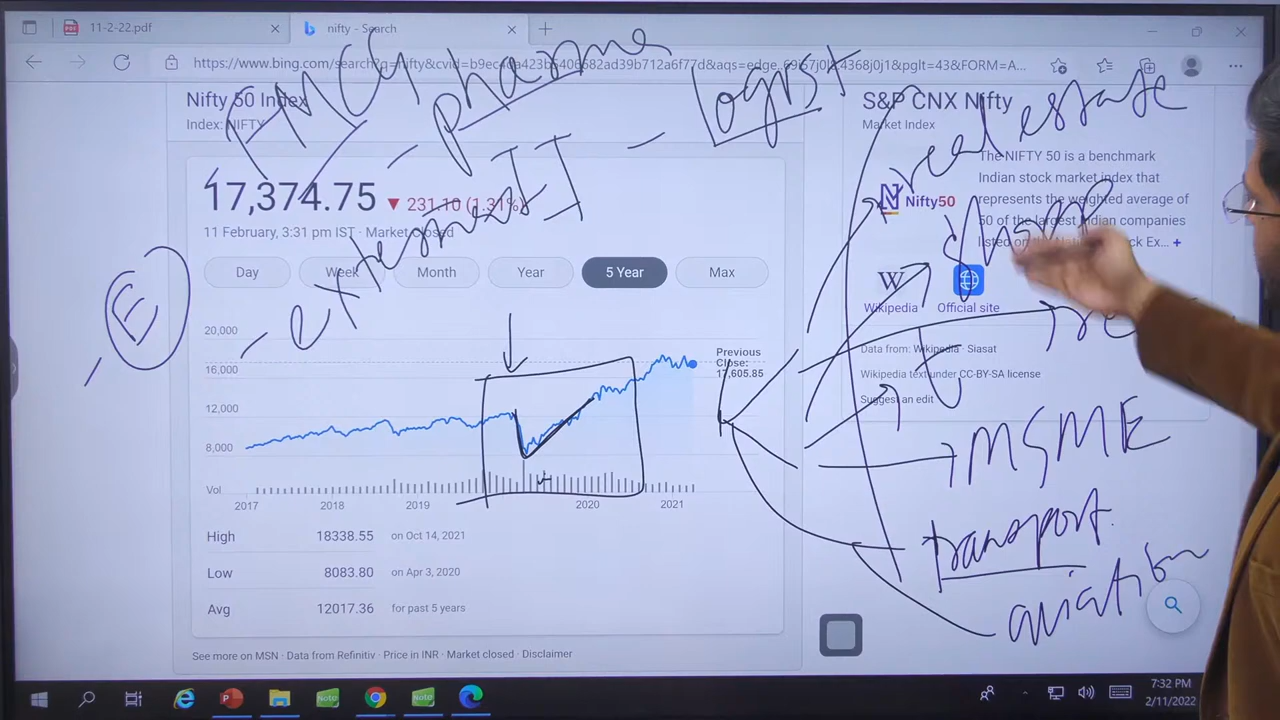 11-2-22.pdf
nifty - Search
Nifty 50 Index
Index: NIFTY
17,374.75 ▼ 231.10 (1.31%)
11 February, 3:31 pm IST · Market Closed
Day Week Month Year 5 Year Max
20,000
16,000
12,000
8,000
Vol
2017 2018 2019 2020 2021
Previous
Close:
17,605.85
High 18338.55 on Oct 14, 2021
Low 8083.80 on Apr 3, 2020
Avg 12017.36 for past 5 years
See more on MSN · Data from Refinitiv · Price in INR · Market closed · Disclaimer
S&P CNX Nifty
Market Index
The NIFTY 50 is a benchmark
Indian stock market index that
represents the weighted average of
50 of the largest Indian companies
listed on
Nifty50
Wikipedia Official site
Data from: Wikipedia · Siasat
Wikipedia text under CC-BY-SA license
Suggest an edit
FMCG
- pharma
- IT
- logist
- E
real estate
MSME
transport
aviation
7:32 PM
2/11/2022